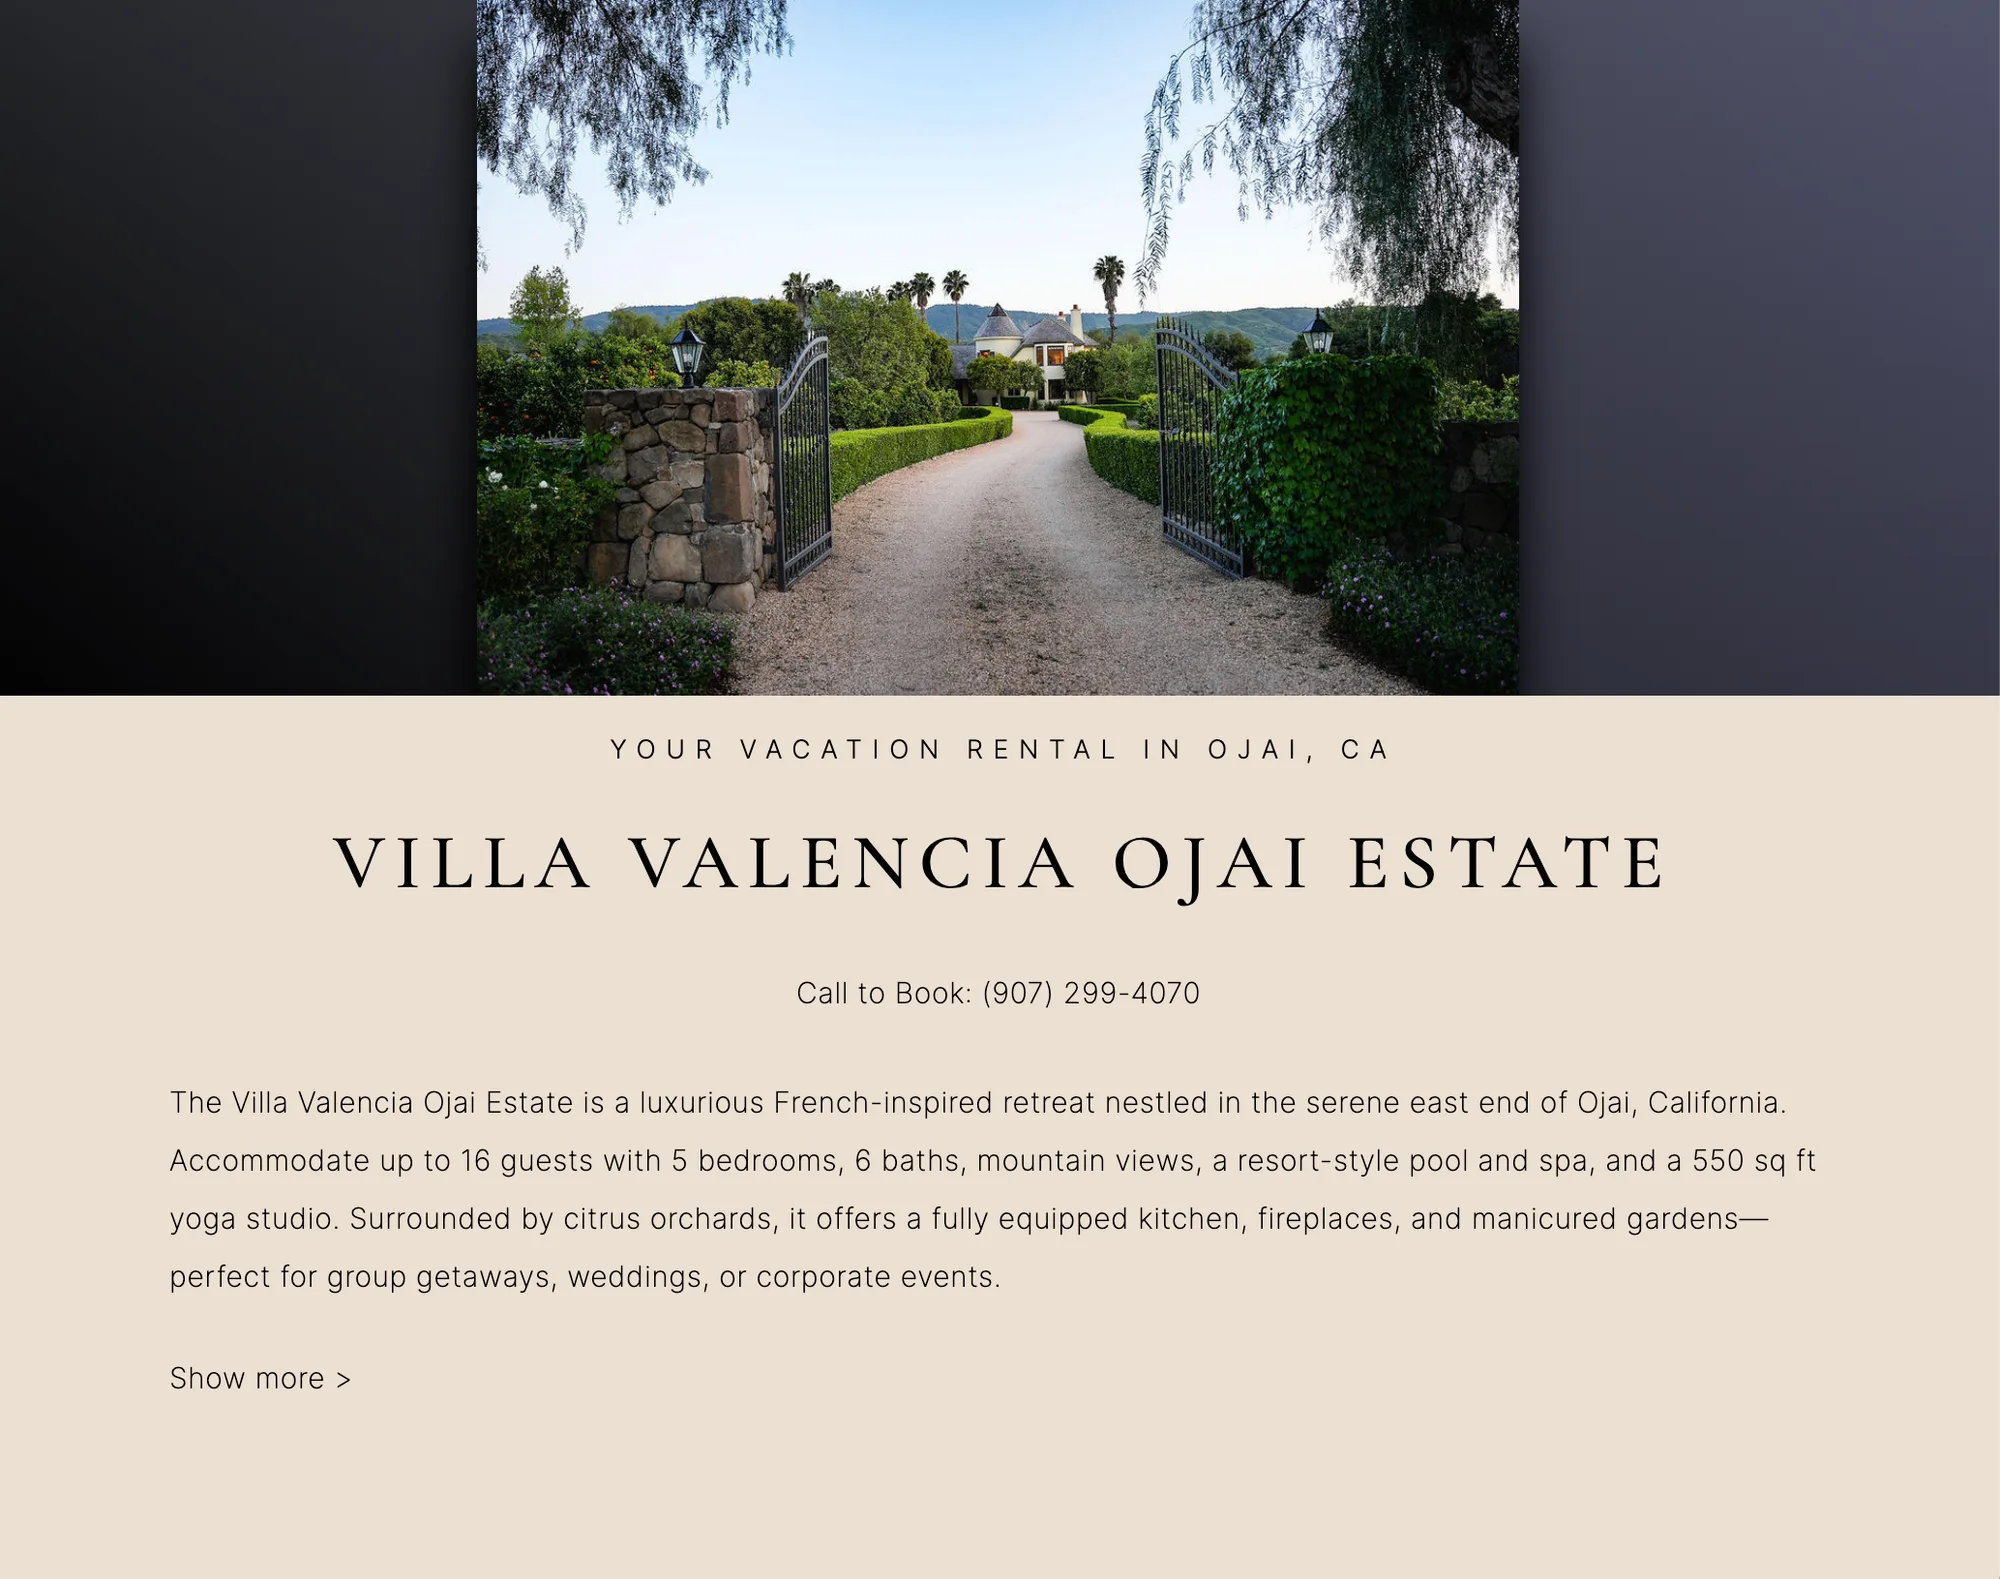 YOUR VACATION RENTAL IN OJAI, CA
VILLA VALENCIA OJAI ESTATE
Call to Book: (907) 299-4070
The Villa Valencia Ojai Estate is a luxurious French-inspired retreat nestled in the serene east end of Ojai, California.
Accommodate up to 16 guests with 5 bedrooms, 6 baths, mountain views, a resort-style pool and spa, and a 550 sq ft
yoga studio. Surrounded by citrus orchards, it offers a fully equipped kitchen, fireplaces, and manicured gardens—
perfect for group getaways, weddings, or corporate events.
Show more >